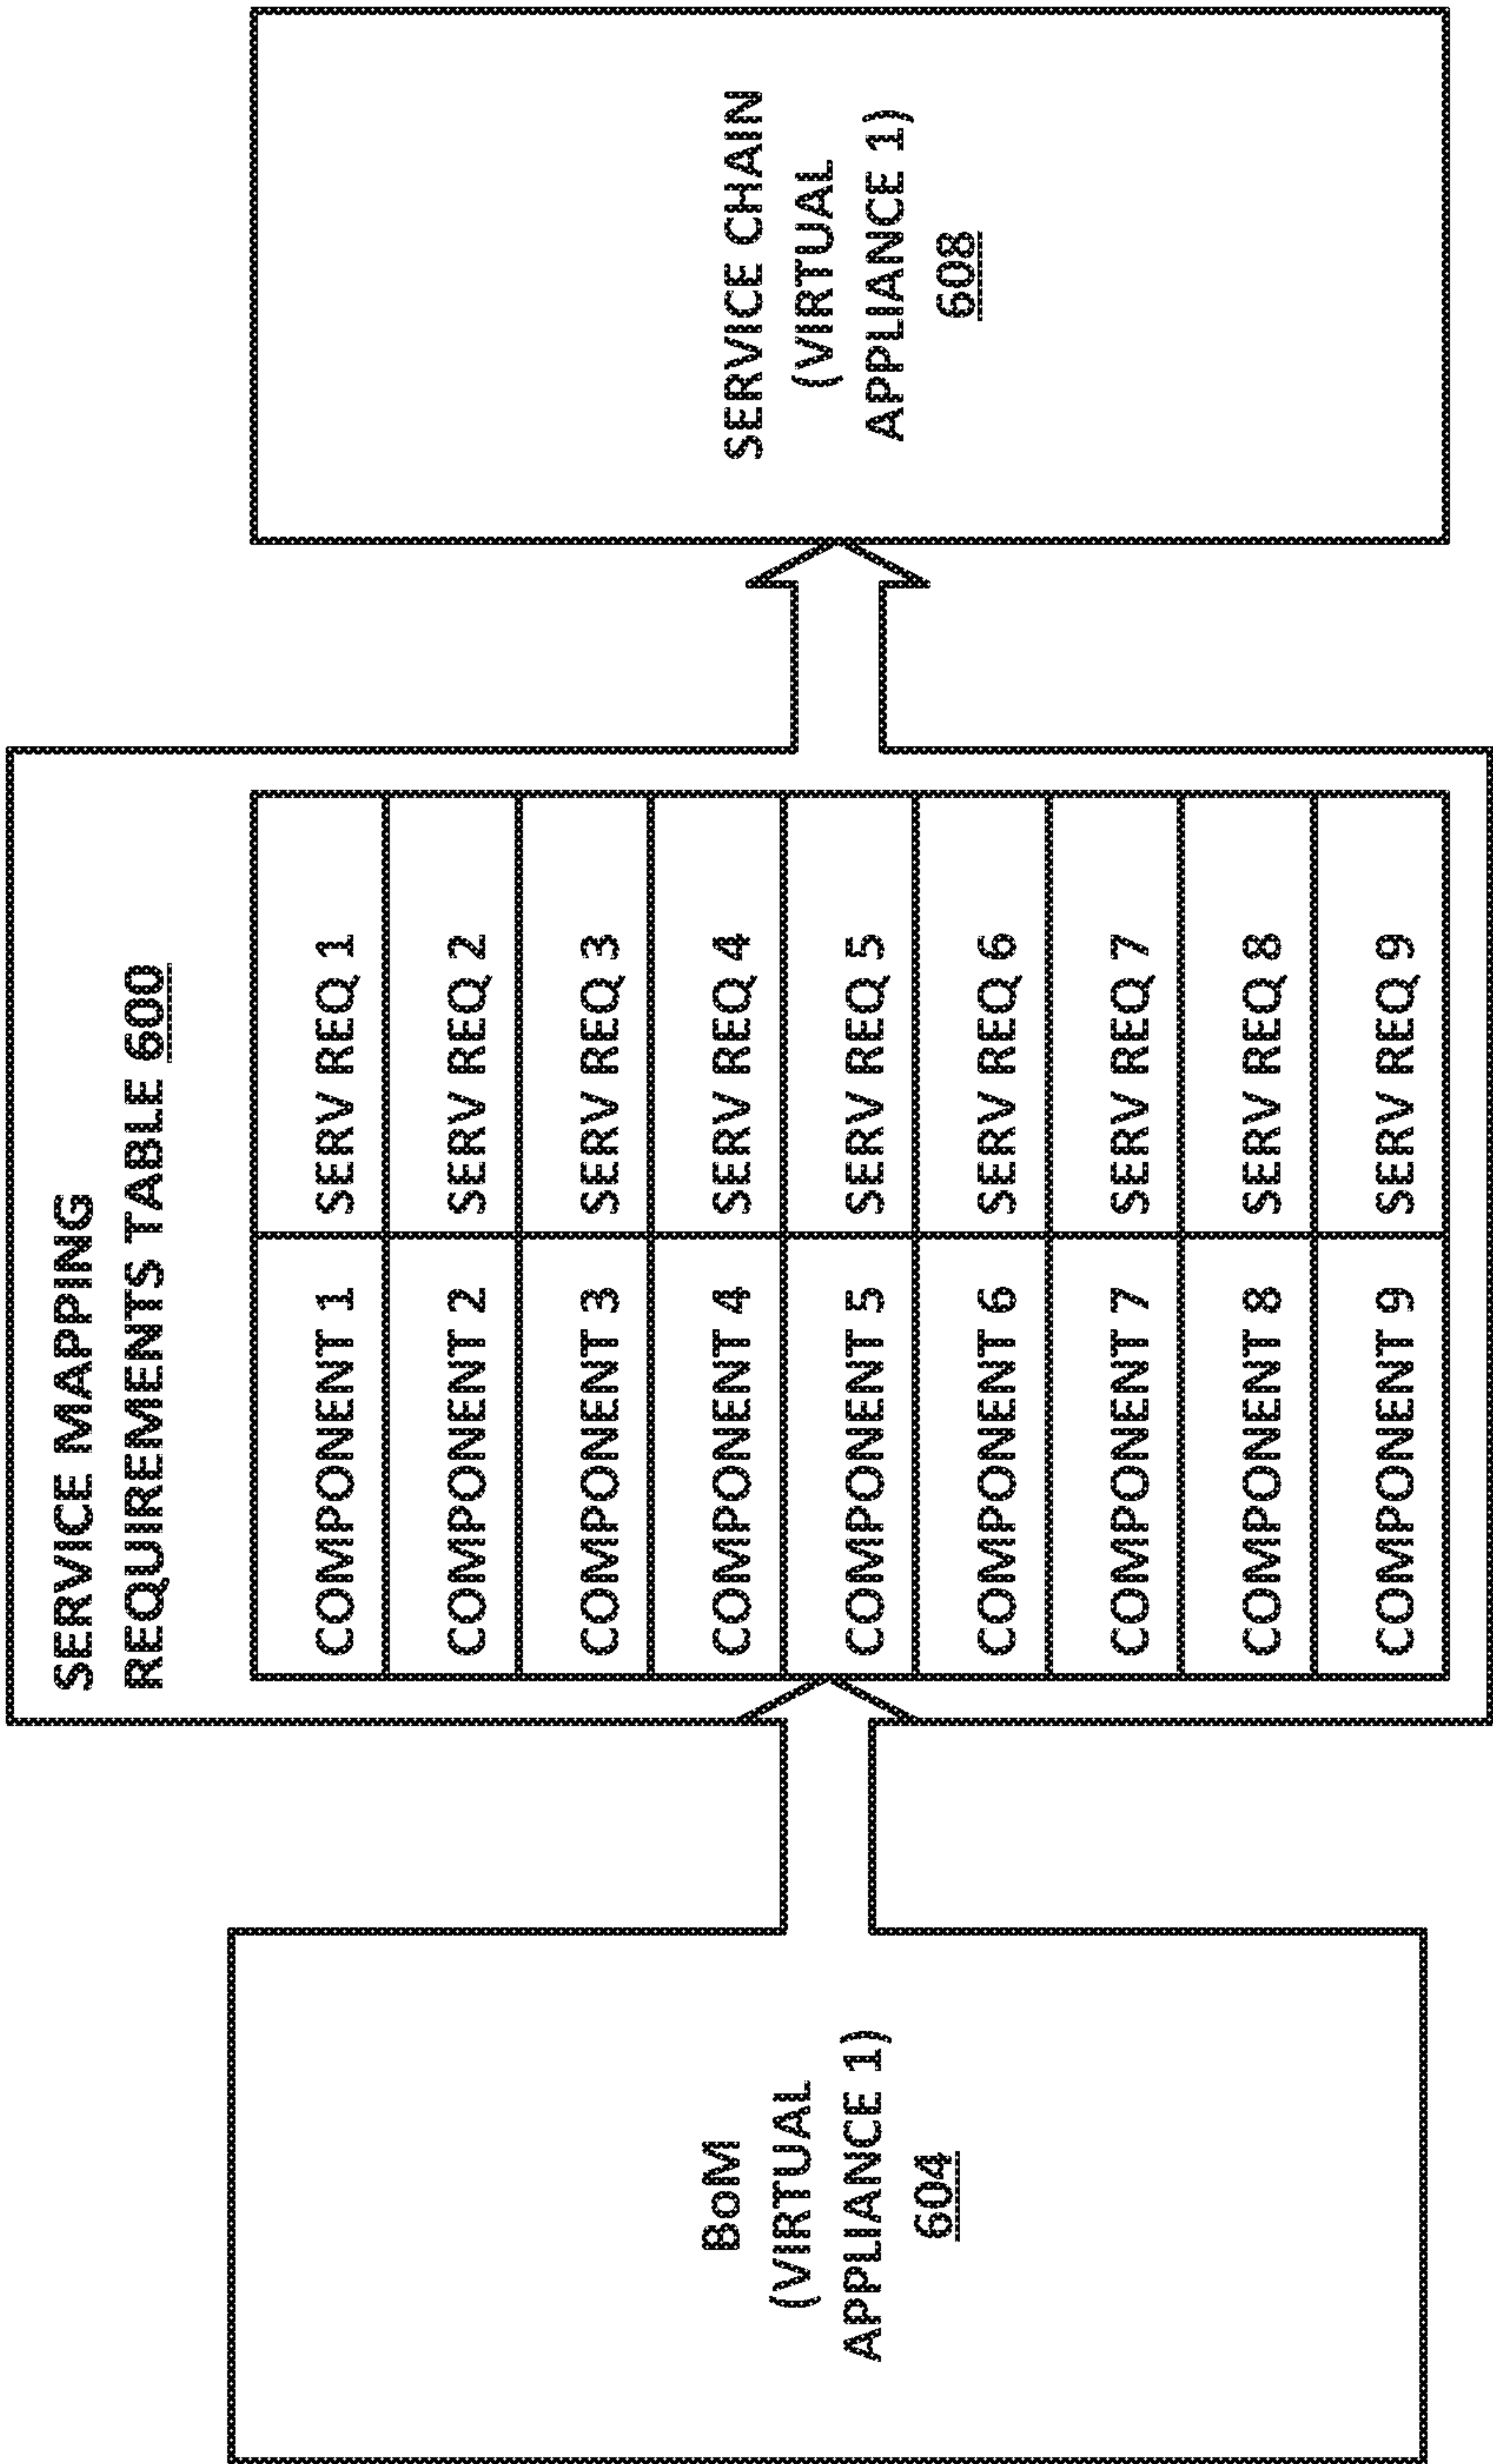 BoM
(VIRTUAL
APPLIANCE 1)
604
SERVICE MAPPING
REQUIREMENTS TABLE 600
COMPONENT 1 SERV REQ 1
COMPONENT 2 SERV REQ 2
COMPONENT 3 SERV REQ 3
COMPONENT 4 SERV REQ 4
COMPONENT 5 SERV REQ 5
COMPONENT 6 SERV REQ 6
COMPONENT 7 SERV REQ 7
COMPONENT 8 SERV REQ 8
COMPONENT 9 SERV REQ 9
SERVICE CHAIN
(VIRTUAL
APPLIANCE 1)
608